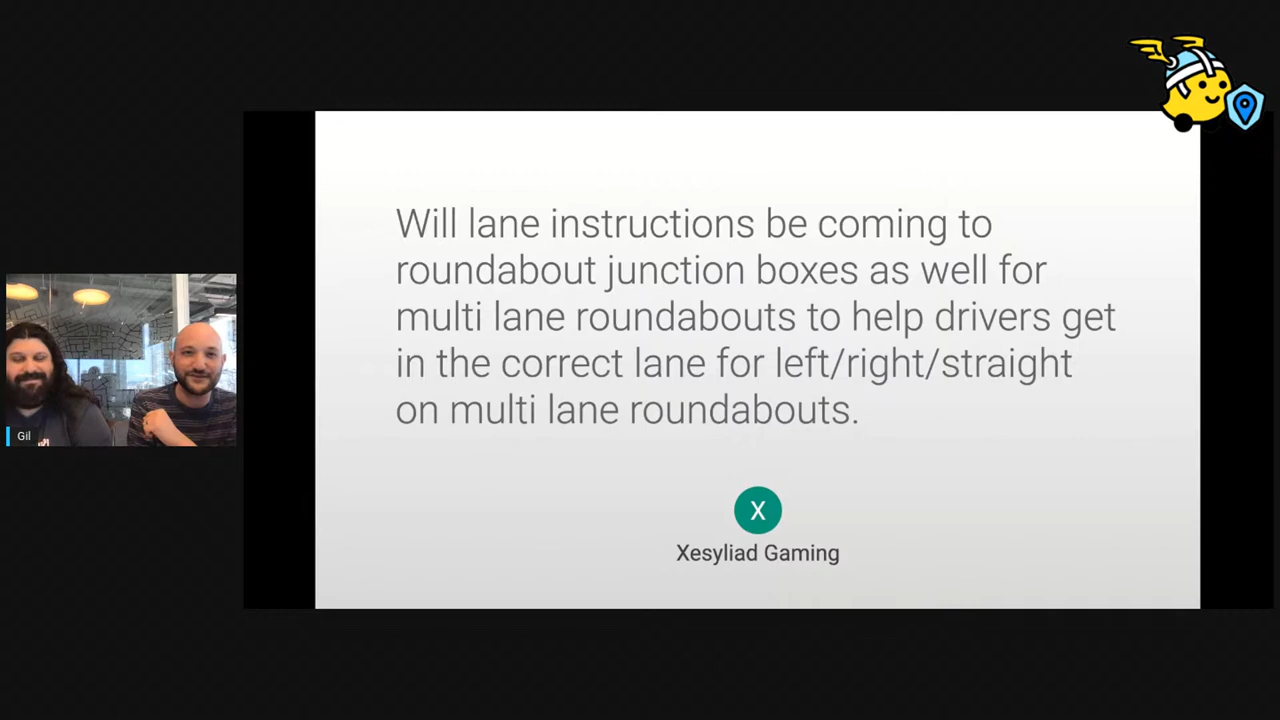 Will lane instructions be coming to
roundabout junction boxes as well for
multi lane roundabouts to help drivers get
in the correct lane for left/right/straight
on multi lane roundabouts.
X
Xesyliad Gaming
Gil